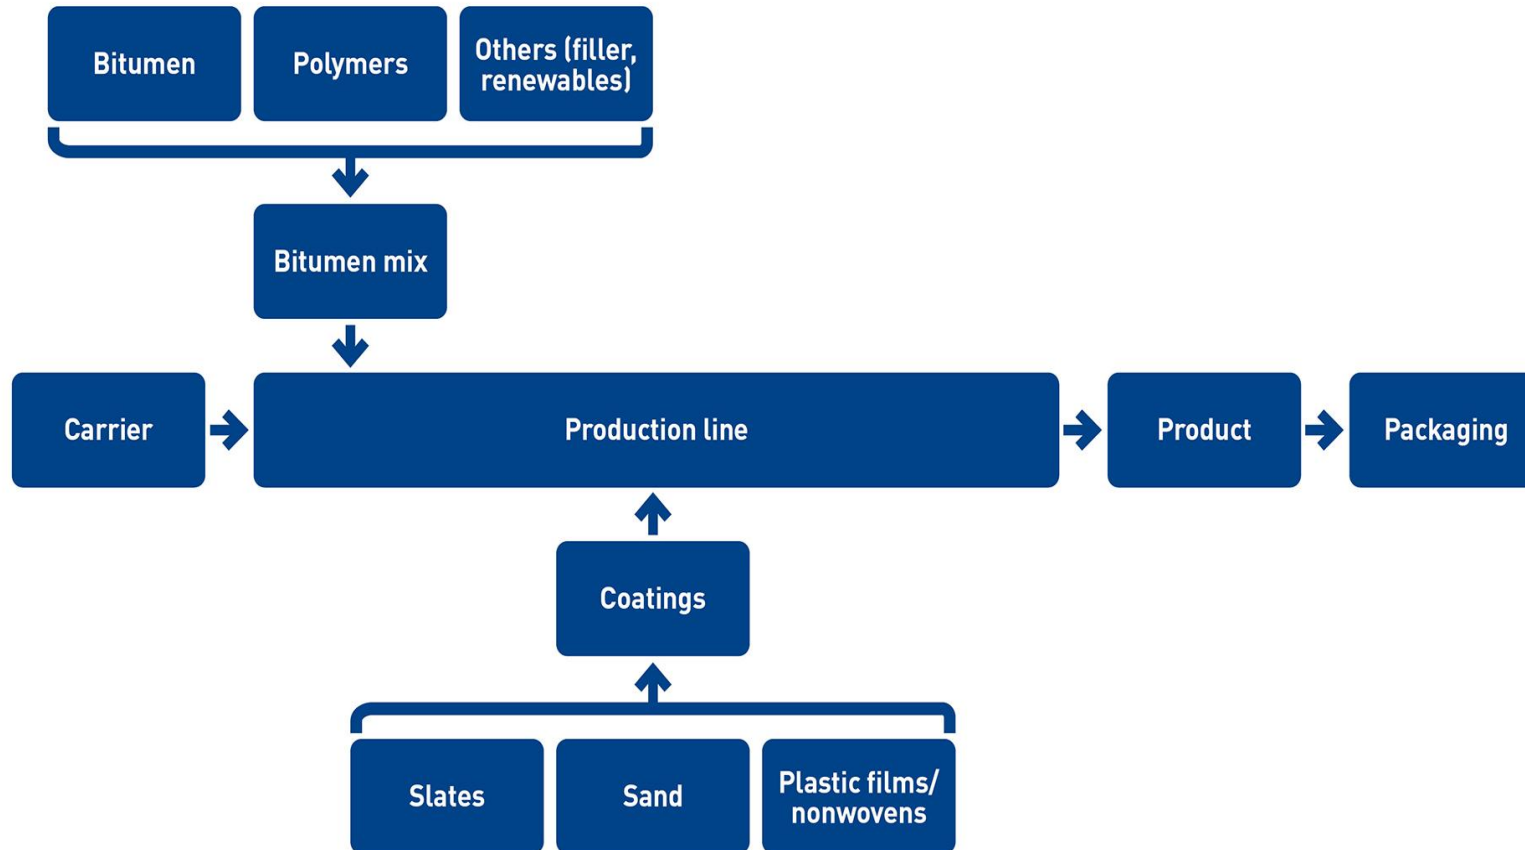 Bitumen
Polymers
Others (filler,
renewables)
Bitumen mix
Carrier
Production line
Product
Packaging
Coatings
Slates
Sand
Plastic films/
nonwovens